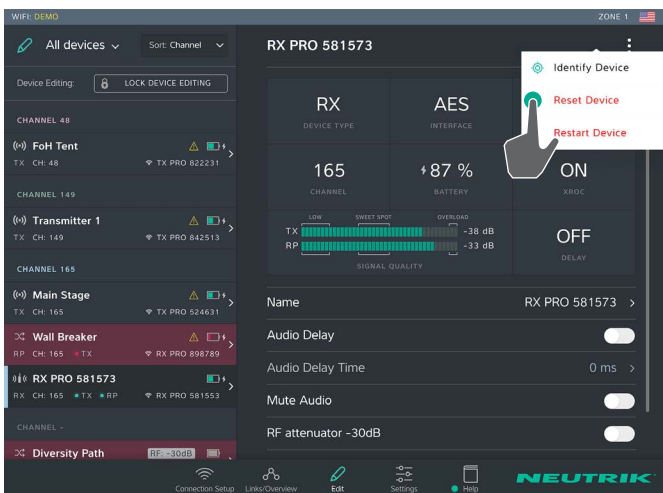 WIFI: DEMO
ZONE 1
All devices
Sort: Channel
RX PRO 581573
Identify Device
Reset Device
Restart Device
Device Editing:
LOCK DEVICE EDITING
CHANNEL 48
FoH Tent
TX CH: 48 TX PRO 822231
CHANNEL 149
Transmitter 1
TX CH: 149 TX PRO 842513
CHANNEL 165
Main Stage
TX CH: 165 TX PRO 524631
Wall Breaker
RP CH: 165 TX RX PRO 898789
RX PRO 581573
RX CH: 165 TX RP RX PRO 581553
CHANNEL -
Diversity Path RF: -30dB
RX
DEVICE TYPE
AES
INTERFACE
165
CHANNEL
87 %
BATTERY
ON
XROC
LOW SWEET SPOT OVERLOAD
TX -38 dB
RP -33 dB
SIGNAL QUALITY
OFF
DELAY
Name RX PRO 581573
Audio Delay
Audio Delay Time 0 ms
Mute Audio
RF attenuator -30dB
Connection Setup
Links/Overview
Edit
Settings
Help
NEUTRIK